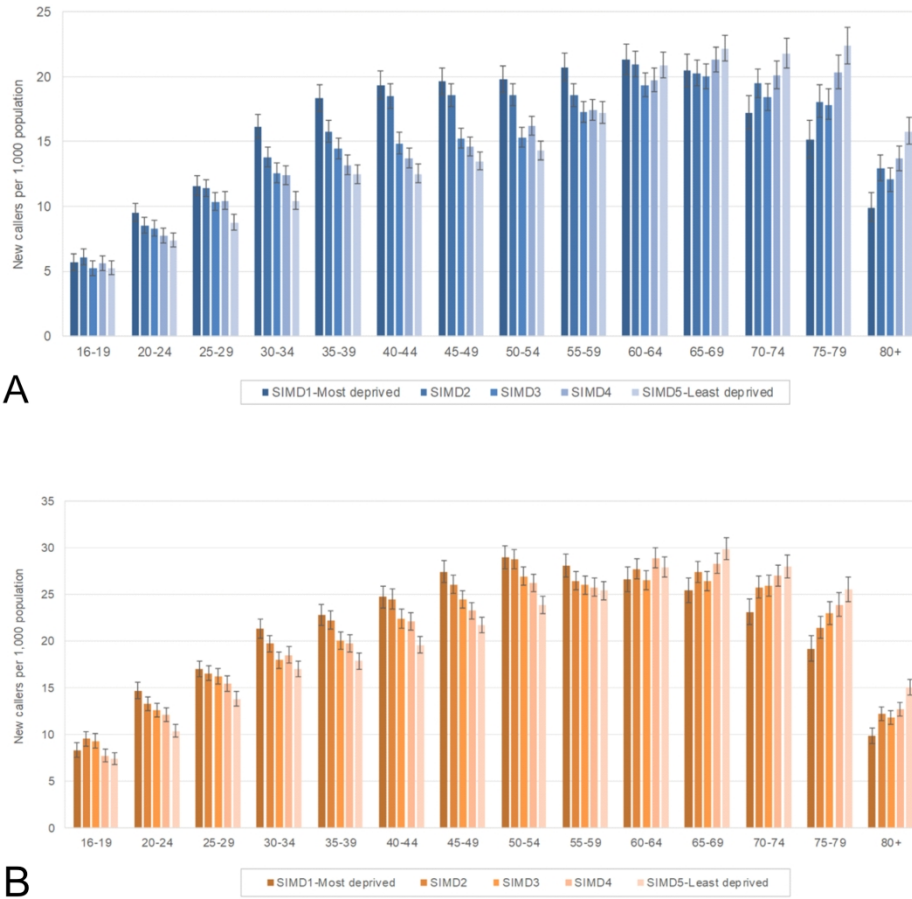 25
20
15
10
5
0
New callers per 1,000 population
16-19 20-24 25-29 30-34 35-39 40-44 45-49 50-54 55-59 60-64 65-69 70-74 75-79 80+
A
SIMD1-Most deprived SIMD2 SIMD3 SIMD4 SIMD5-Least deprived
35
30
25
20
15
10
5
0
New callers per 1,000 population
16-19 20-24 25-29 30-34 35-39 40-44 45-49 50-54 55-59 60-64 65-69 70-74 75-79 80+
B
SIMD1-Most deprived SIMD2 SIMD3 SIMD4 SIMD5-Least deprived